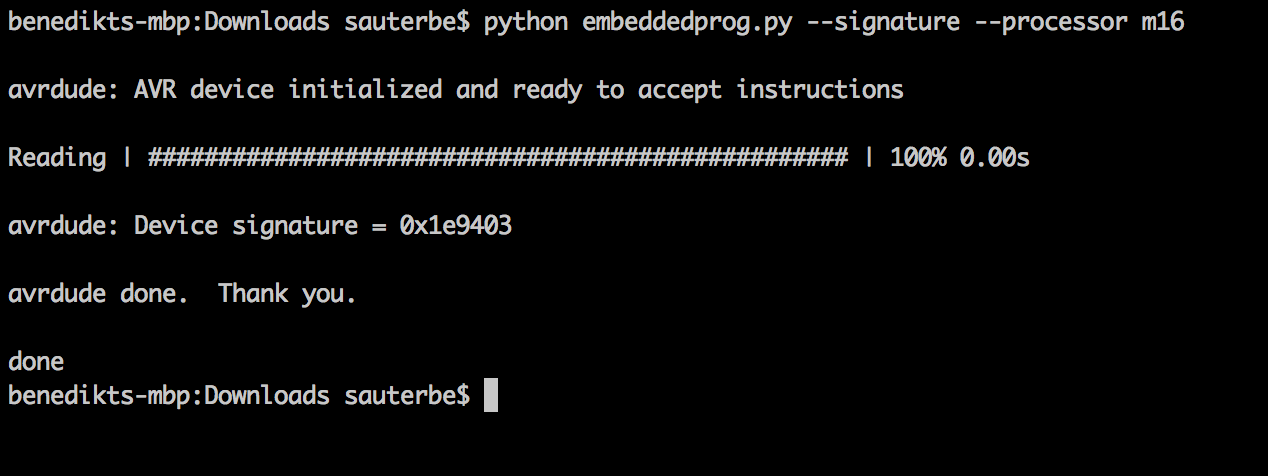 benedikts-mbp:Downloads sauterbe$ python embeddedprog.py --signature --processor m16
avrdude: AVR device initialized and ready to accept instructions
Reading | ################################################## | 100% 0.00s
avrdude: Device signature = 0x1e9403
avrdude done.  Thank you.
done
benedikts-mbp:Downloads sauterbe$